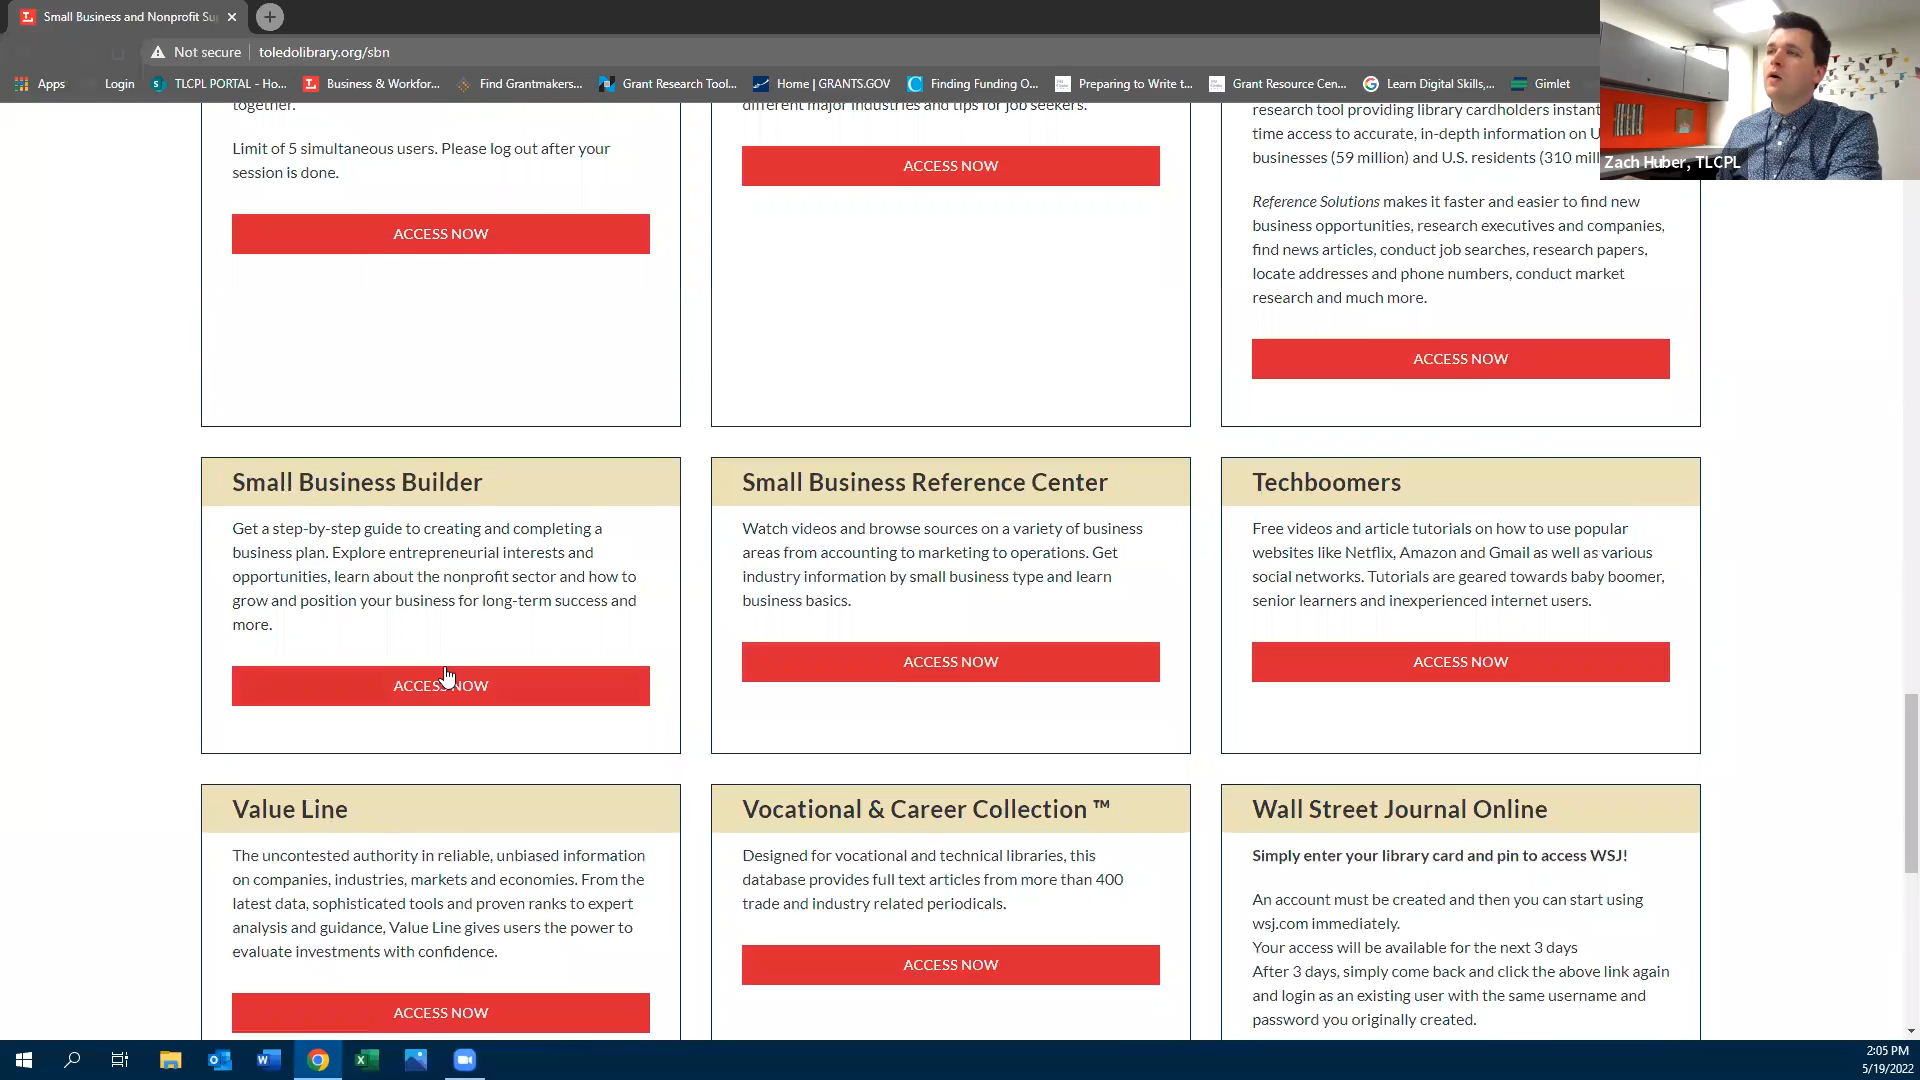 Small Business and Nonprofit Su
Not secure
toledolibrary.org/sbn
Apps
Login
TLCPL PORTAL - Ho...
Business & Workfor...
Find Grantmakers...
Grant Research Tool...
Home | GRANTS.GOV
Finding Funding O...
Preparing to Write t...
Grant Resource Cen...
Learn Digital Skills,...
Gimlet
Zach Huber, TLCPL
together.
Limit of 5 simultaneous users. Please log out after your
session is done.
ACCESS NOW
different major industries and tips for job seekers.
ACCESS NOW
research tool providing library cardholders instant
time access to accurate, in-depth information on U
businesses (59 million) and U.S. residents (310 mill
Reference Solutions makes it faster and easier to find new
business opportunities, research executives and companies,
find news articles, conduct job searches, research papers,
locate addresses and phone numbers, conduct market
research and much more.
ACCESS NOW
Small Business Builder
Get a step-by-step guide to creating and completing a
business plan. Explore entrepreneurial interests and
opportunities, learn about the nonprofit sector and how to
grow and position your business for long-term success and
more.
ACCESS NOW
Small Business Reference Center
Watch videos and browse sources on a variety of business
areas from accounting to marketing to operations. Get
industry information by small business type and learn
business basics.
ACCESS NOW
Techboomers
Free videos and article tutorials on how to use popular
websites like Netflix, Amazon and Gmail as well as various
social networks. Tutorials are geared towards baby boomer,
senior learners and inexperienced internet users.
ACCESS NOW
Value Line
The uncontested authority in reliable, unbiased information
on companies, industries, markets and economies. From the
latest data, sophisticated tools and proven ranks to expert
analysis and guidance, Value Line gives users the power to
evaluate investments with confidence.
ACCESS NOW
Vocational & Career Collection ™
Designed for vocational and technical libraries, this
database provides full text articles from more than 400
trade and industry related periodicals.
ACCESS NOW
Wall Street Journal Online
Simply enter your library card and pin to access WSJ!
An account must be created and then you can start using
wsj.com immediately.
Your access will be available for the next 3 days
After 3 days, simply come back and click the above link again
and login as an existing user with the same username and
password you originally created.
2:05 PM
5/19/2022